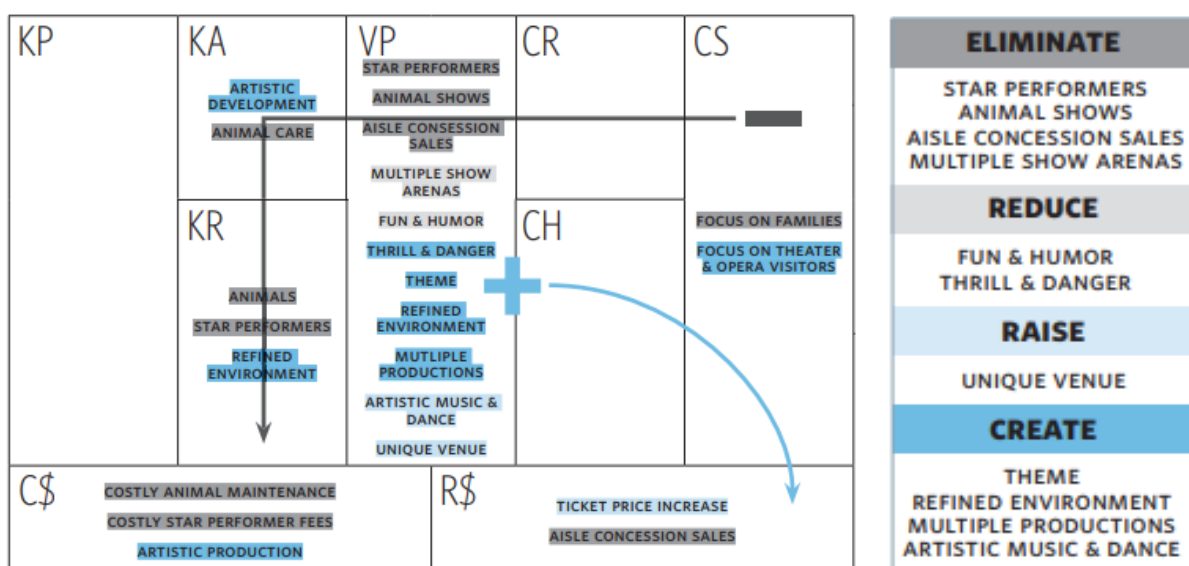 KP
KA
ARTISTIC
DEVELOPMENT
ANIMAL CARE
VP
STAR PERFORMERS
ANIMAL SHOWS
AISLE CONSESSION
SALES
MULTIPLE SHOW
ARENAS
FUN & HUMOR
THRILL & DANGER
THEME
REFINED
ENVIRONMENT
MUTLIPLE
PRODUCTIONS
ARTISTIC MUSIC &
DANCE
UNIQUE VENUE
CR
CS
FOCUS ON FAMILIES
FOCUS ON THEATER
& OPERA VISITORS
KR
ANIMALS
STAR PERFORMERS
REFINED
ENVIRONMENT
CH
C$
COSTLY ANIMAL MAINTENANCE
COSTLY STAR PERFORMER FEES
ARTISTIC PRODUCTION
R$
TICKET PRICE INCREASE
AISLE CONCESSION SALES
ELIMINATE
STAR PERFORMERS
ANIMAL SHOWS
AISLE CONCESSION SALES
MULTIPLE SHOW ARENAS
REDUCE
FUN & HUMOR
THRILL & DANGER
RAISE
UNIQUE VENUE
CREATE
THEME
REFINED ENVIRONMENT
MULTIPLE PRODUCTIONS
ARTISTIC MUSIC & DANCE